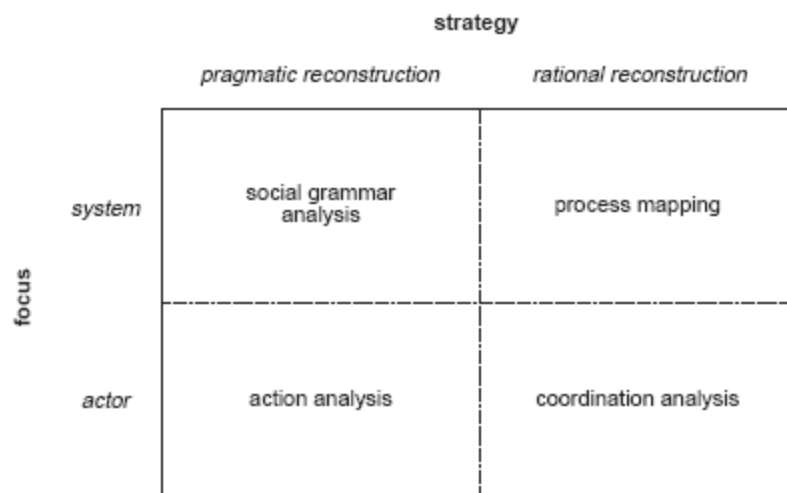 strategy
pragmatic reconstruction
rational reconstruction
focus
system
social grammar
analysis
process mapping
actor
action analysis
coordination analysis